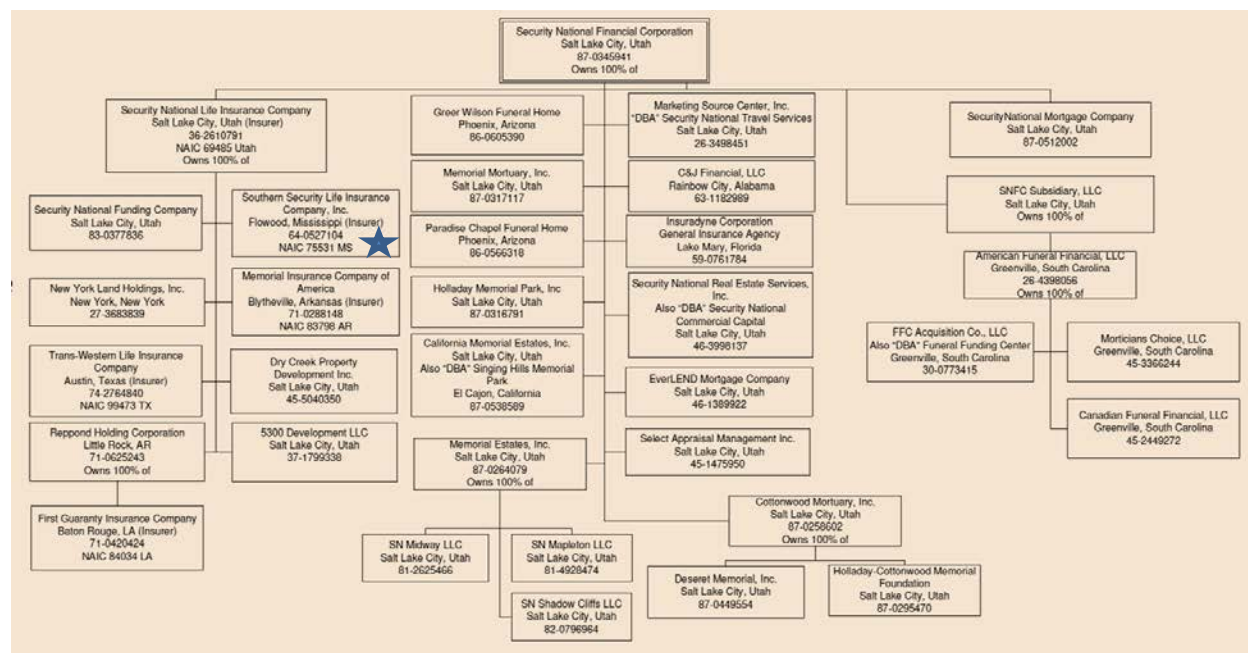 Security National Financial Corporation
Salt Lake City, Utah
87-0345941
Owns 100% of
Security National Life Insurance Company
Salt Lake City, Utah (Insurer)
36-2610791
NAIC 69485 Utah
Owns 100% of
Security National Funding Company
Salt Lake City, Utah
83-0377836
Southern Security Life Insurance
Company, Inc.
Flowood, Mississippi (Insurer)
64-0527104
NAIC 75531 MS
New York Land Holdings, Inc.
New York, New York
27-3683839
Memorial Insurance Company of
America
Blytheville, Arkansas (Insurer)
71-0288148
NAIC 83798 AR
Trans-Western Life Insurance
Company
Austin, Texas (Insurer)
74-2764840
NAIC 99473 TX
Dry Creek Property
Development Inc.
Salt Lake City, Utah
45-5040350
Reppond Holding Corporation
Little Rock, AR
71-0625243
Owns 100% of
5300 Development LLC
Salt Lake City, Utah
37-1799338
First Guaranty Insurance Company
Baton Rouge, LA (Insurer)
71-0420424
NAIC 84034 LA
Greer Wilson Funeral Home
Phoenix, Arizona
86-0605390
Marketing Source Center, Inc.
"DBA" Security National Travel Services
Salt Lake City, Utah
26-3498451
Memorial Mortuary, Inc.
Salt Lake City, Utah
87-0317117
C&J Financial, LLC
Rainbow City, Alabama
63-1182989
Paradise Chapel Funeral Home
Phoenix, Arizona
86-0566318
Insuradyne Corporation
General Insurance Agency
Lake Mary, Florida
59-0761784
Holladay Memorial Park, Inc
Salt Lake City, Utah
87-0316791
Security National Real Estate Services,
Inc.
Also "DBA" Security National
Commercial Capital
Salt Lake City, Utah
46-3998137
California Memorial Estates, Inc.
Salt Lake City, Utah
Also "DBA" Singing Hills Memorial
Park
El Cajon, California
87-0538589
EverLEND Mortgage Company
Salt Lake City, Utah
46-1389922
Memorial Estates, Inc.
Salt Lake City, Utah
87-0264079
Owns 100% of
Select Appraisal Management Inc.
Salt Lake City, Utah
45-1475950
SN Midway LLC
Salt Lake City, Utah
81-2625466
SN Mapleton LLC
Salt Lake City, Utah
81-4928474
SN Shadow Cliffs LLC
Salt Lake City, Utah
82-0796964
Cottonwood Mortuary, Inc.
Salt Lake City, Utah
87-0258602
Owns 100% of
Deseret Memorial, Inc.
Salt Lake City, Utah
87-0449554
Holladay-Cottonwood Memorial
Foundation
Salt Lake City, Utah
87-0295470
SecurityNational Mortgage Company
Salt Lake City, Utah
87-0512002
SNFC Subsidiary, LLC
Salt Lake City, Utah
Owns 100% of
American Funeral Financial, LLC
Greenville, South Carolina
26-4398056
Owns 100% of
FFC Acquisition Co., LLC
Also "DBA" Funeral Funding Center
Greenville, South Carolina
30-0773415
Morticians Choice, LLC
Greenville, South Carolina
45-3366244
Canadian Funeral Financial, LLC
Greenville, South Carolina
45-2449272